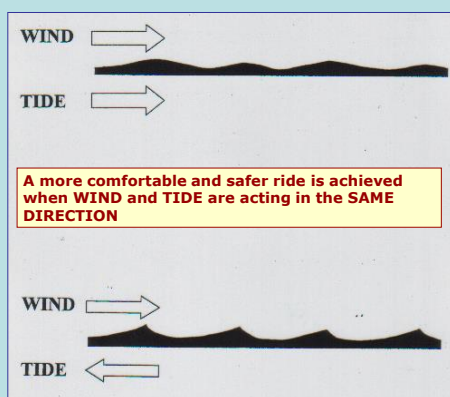 WIND
TIDE
A more comfortable and safer ride is achieved
when WIND and TIDE are acting in the SAME
DIRECTION
WIND
TIDE